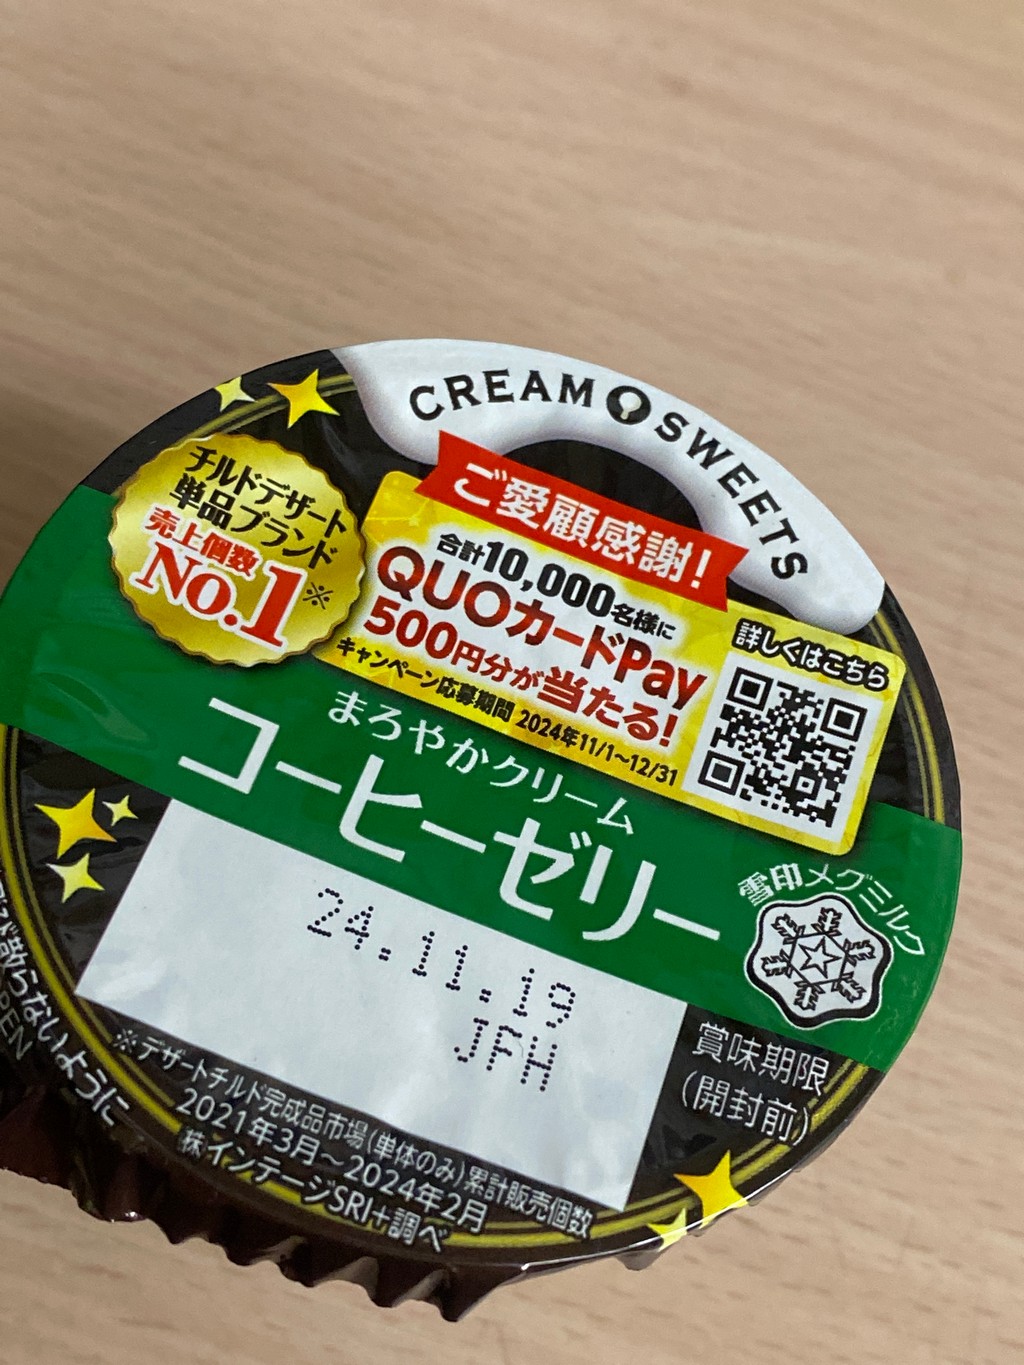 CREAM SWEETS
チルドデザート
単品ブランド
売上個数
No.1※
ご愛顧感謝!
合計10,000名様に
QUOカードPay
500円分が当たる!
キャンペーン応募期間 2024年11/1~12/31
詳しくはこちら
まろやかクリーム
コーヒーゼリー
雪印メグミルク
24.11.19
JFH
賞味期限
(開封前)
※デザートチルド完成品市場(単体のみ)累計販売個数
2021年3月~2024年2月
㈱インテージSRI+調べ
散らないように